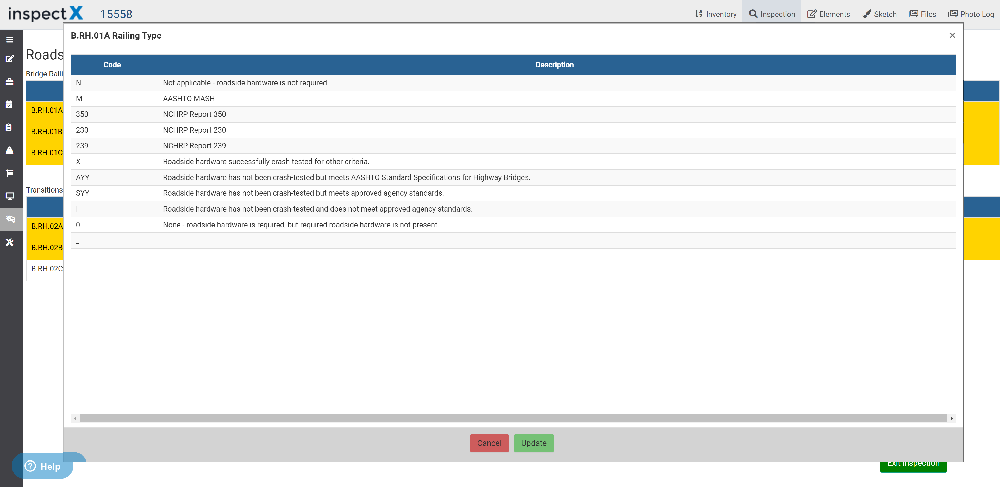 inspectX 15558 Inventory Inspection Elements Sketch Files Photo Log
B.RH.01A Railing Type ×
Roads
Bridge Raili
Code Description
N Not applicable - roadside hardware is not required.
M AASHTO MASH
B.RH.01A
350 NCHRP Report 350
B.RH.01B
230 NCHRP Report 230
239 NCHRP Report 239
B.RH.01C
X Roadside hardware successfully crash-tested for other criteria.
AYY Roadside hardware has not been crash-tested but meets AASHTO Standard Specifications for Highway Bridges.
Transitions
SYY Roadside hardware has not been crash-tested but meets approved agency standards.
I Roadside hardware has not been crash-tested and does not meet approved agency standards.
B.RH.02A
0 None - roadside hardware is required, but required roadside hardware is not present.
_
B.RH.02B
B.RH.02C
Cancel Update
Help
Exit Inspection